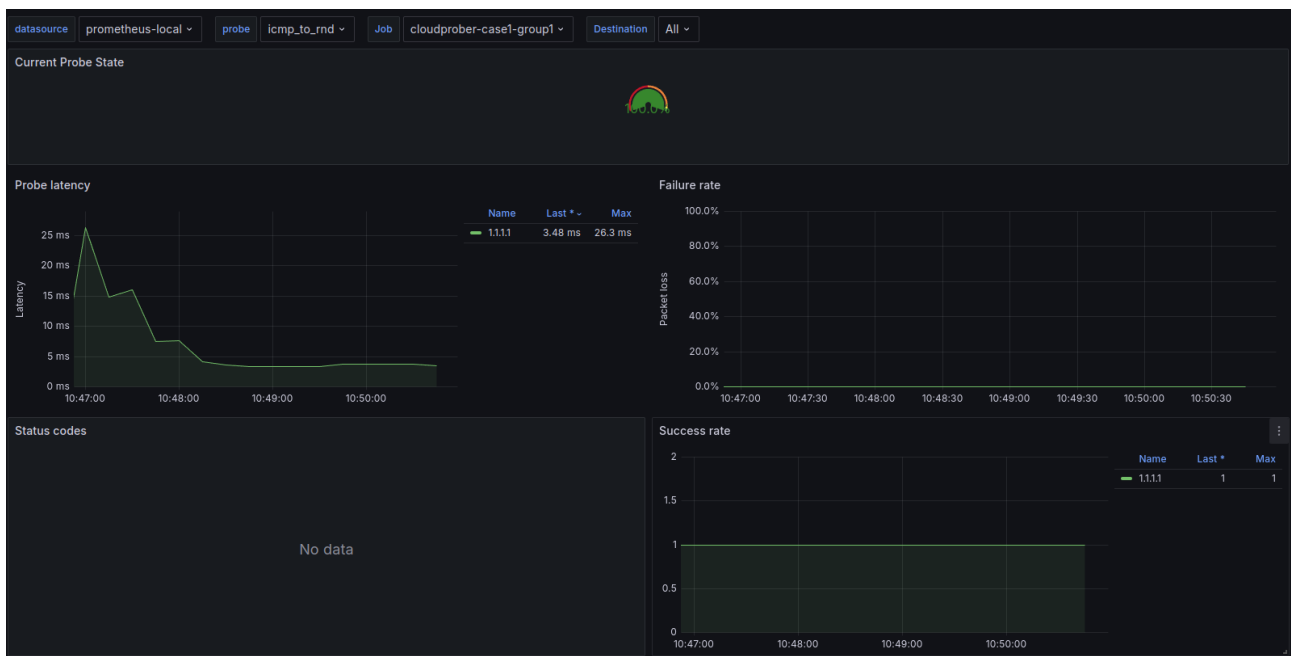 datasource prometheus-local probe icmp_to_rnd Job cloudprober-case1-group1 Destination All
Current Probe State
100.0%
Probe latency
Name Last * Max
1.1.1.1 3.48 ms 26.3 ms
25 ms
20 ms
15 ms
10 ms
5 ms
0 ms
Latency
10:47:00 10:48:00 10:49:00 10:50:00
Failure rate
100.0%
80.0%
60.0%
40.0%
20.0%
0.0%
Packet loss
10:47:00 10:47:30 10:48:00 10:48:30 10:49:00 10:49:30 10:50:00 10:50:30
Status codes
No data
Success rate
Name Last * Max
1.1.1.1 1 1
2
1.5
1
0.5
0
10:47:00 10:48:00 10:49:00 10:50:00